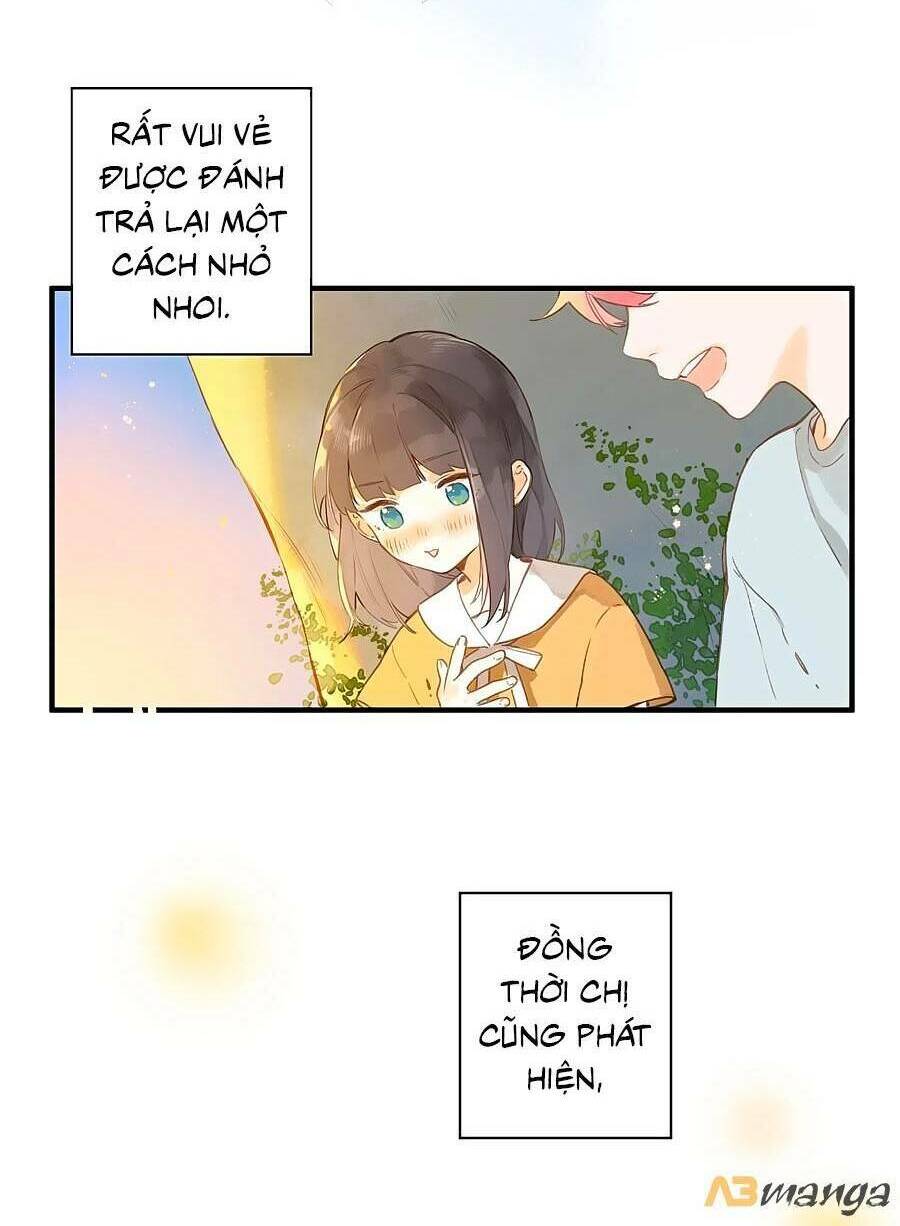 RẤT VUI VẺ
ĐƯỢC ĐÁNH
TRẢ LẠI MỘT
CÁCH NHỎ
NHOI.
ĐỒNG
THỜI CHỊ
CŨNG PHÁT
HIỆN,
A3manga